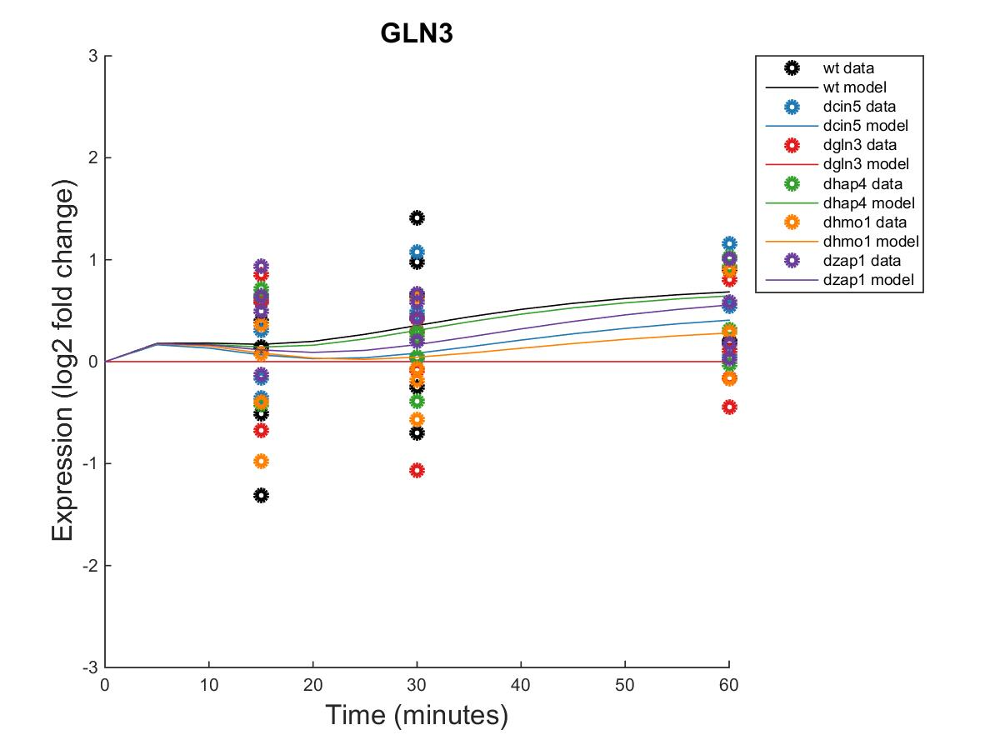 GLN3
3
2
1
0
-1
-2
-3
Expression (log2 fold change)
0 10 20 30 40 50 60
Time (minutes)
wt data
wt model
dcin5 data
dcin5 model
dgln3 data
dgln3 model
dhap4 data
dhap4 model
dhmo1 data
dhmo1 model
dzap1 data
dzap1 model